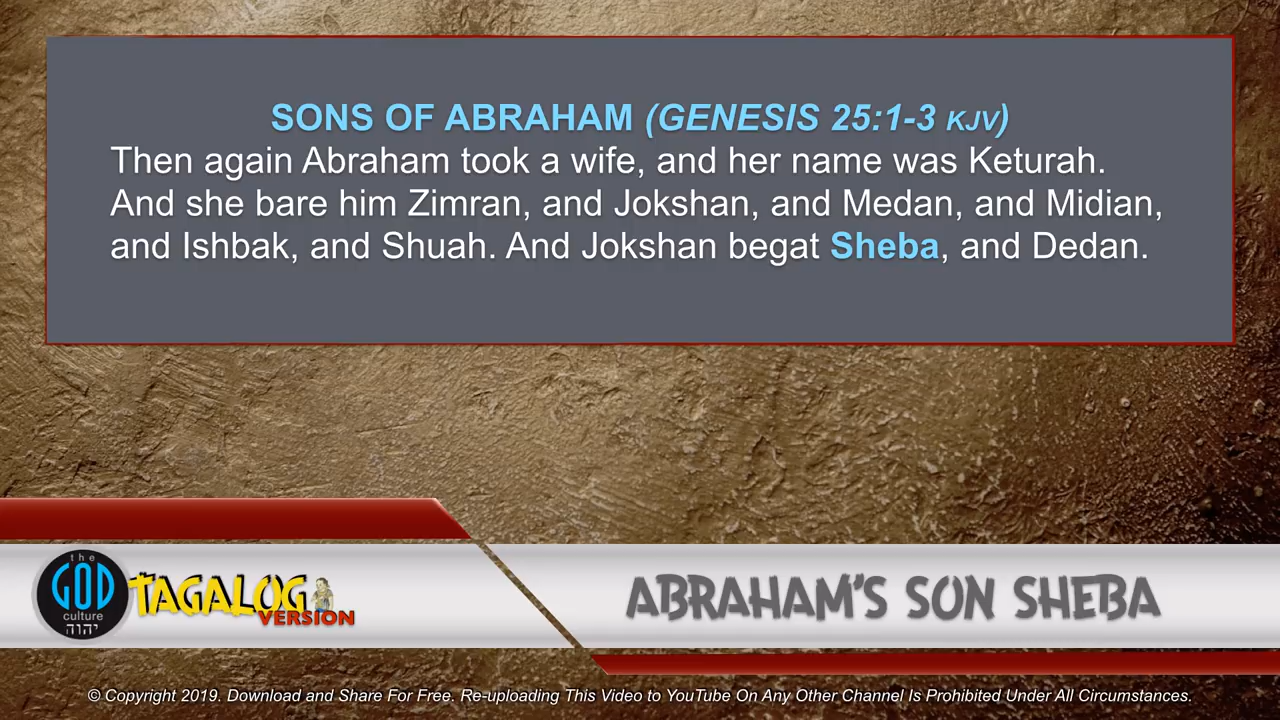 SONS OF ABRAHAM (GENESIS 25:1-3 KJV)
Then again Abraham took a wife, and her name was Keturah.
And she bare him Zimran, and Jokshan, and Medan, and Midian,
and Ishbak, and Shuah. And Jokshan begat Sheba, and Dedan.
the
GOD
culture
יהוה
TAGALOG
VERSION
ABRAHAM'S SON SHEBA
© Copyright 2019. Download and Share For Free. Re-uploading This Video to YouTube On Any Other Channel Is Prohibited Under All Circumstances.